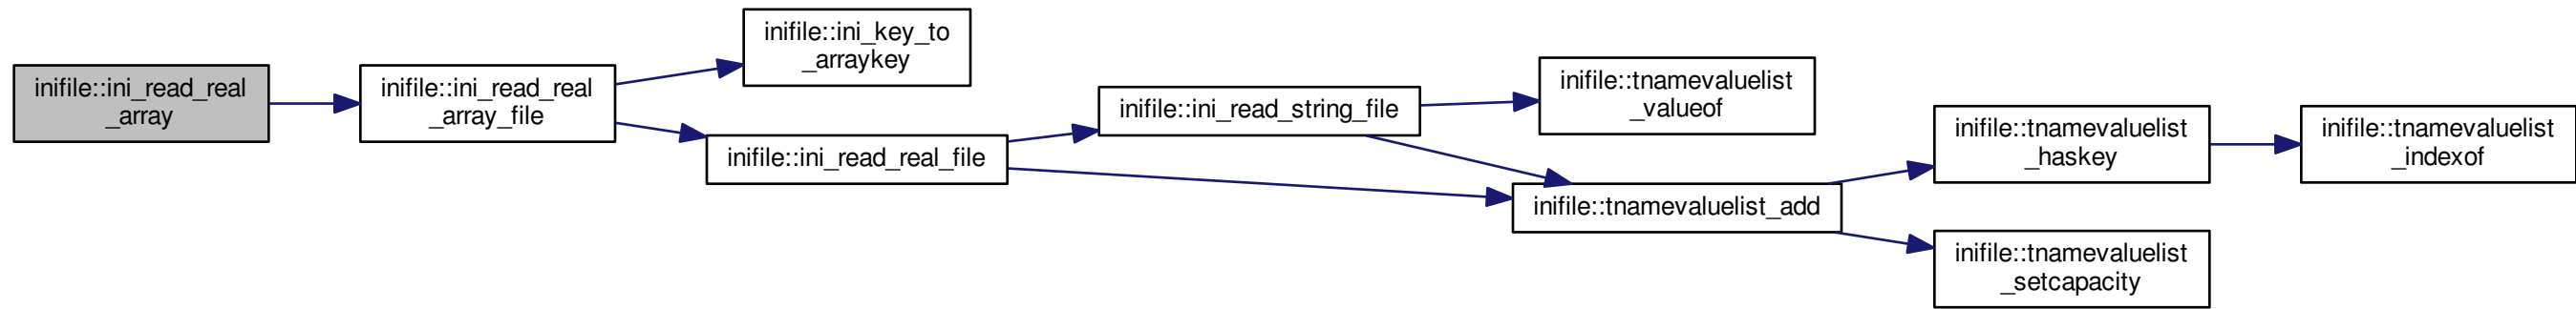 inifile::ini_read_real
_array
inifile::ini_read_real
_array_file
inifile::ini_key_to
_arraykey
inifile::ini_read_real_file
inifile::ini_read_string_file
inifile::tnamevaluelist
_valueof
inifile::tnamevaluelist_add
inifile::tnamevaluelist
_haskey
inifile::tnamevaluelist
_setcapacity
inifile::tnamevaluelist
_indexof